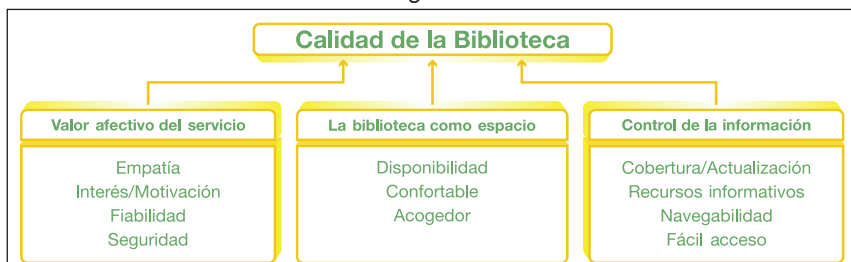 Calidad de la Biblioteca
Valor afectivo del servicio
Empatía
Interés/Motivación
Fiabilidad
Seguridad
La biblioteca como espacio
Disponibilidad
Confortable
Acogedor
Control de la información
Cobertura/Actualización
Recursos informativos
Navegabilidad
Fácil acceso